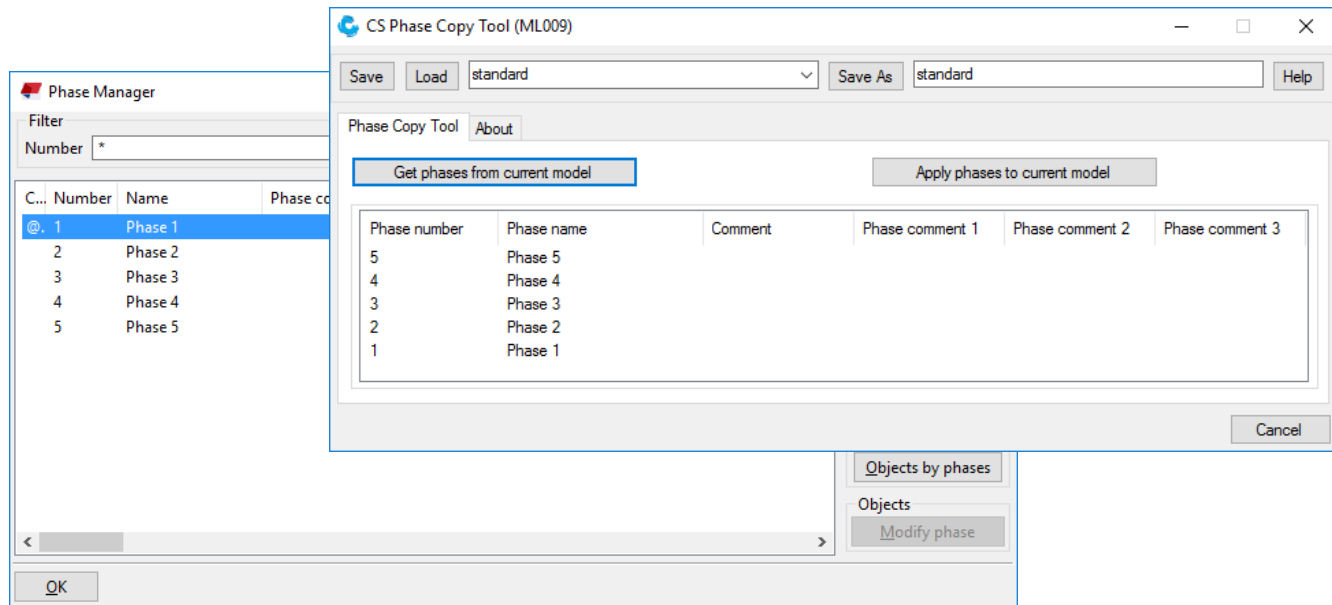 CS Phase Copy Tool (ML009)
Save Load standard Save As standard Help
Phase Copy Tool About
Get phases from current model Apply phases to current model
Phase number Phase name Comment Phase comment 1 Phase comment 2 Phase comment 3
5 Phase 5
4 Phase 4
3 Phase 3
2 Phase 2
1 Phase 1
Cancel
Phase Manager
Filter
Number *
C... Number Name Phase co
@. 1 Phase 1
2 Phase 2
3 Phase 3
4 Phase 4
5 Phase 5
Objects by phases
Objects
Modify phase
OK